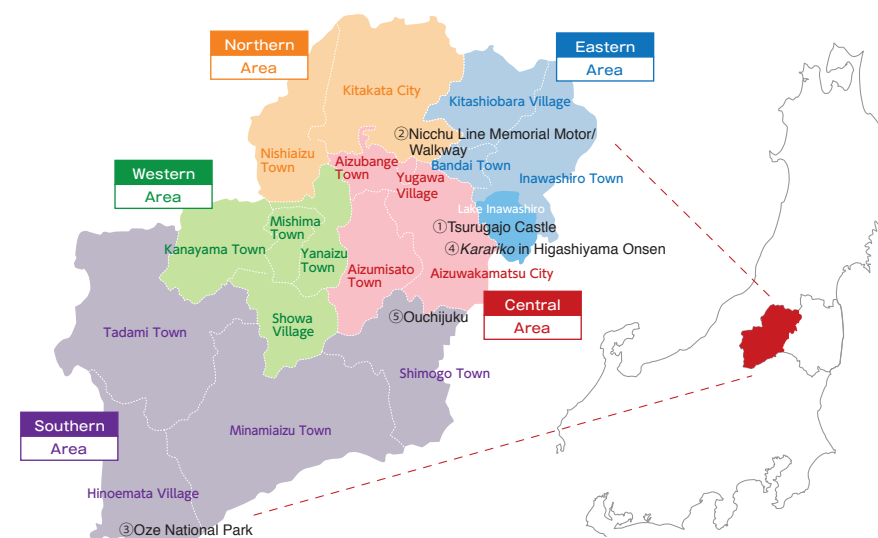 Northern
Area
Eastern
Area
Kitakata City
Kitashiobara Village
②Nicchu Line Memorial Motor/
Walkway
Nishiaizu
Town
Aizubange
Town
Bandai Town
Yugawa
Village
Inawashiro Town
Western
Area
Lake Inawashiro
Mishima
Town
①Tsurugajo Castle
Kanayama Town
Yanaizu
Town
④Karariko in Higashiyama Onsen
Aizumisato
Town
Aizuwakamatsu City
Central
Area
Showa
Village
⑤Ouchijuku
Tadami Town
Shimogo Town
Southern
Area
Minamiaizu Town
Hinoemata Village
③Oze National Park